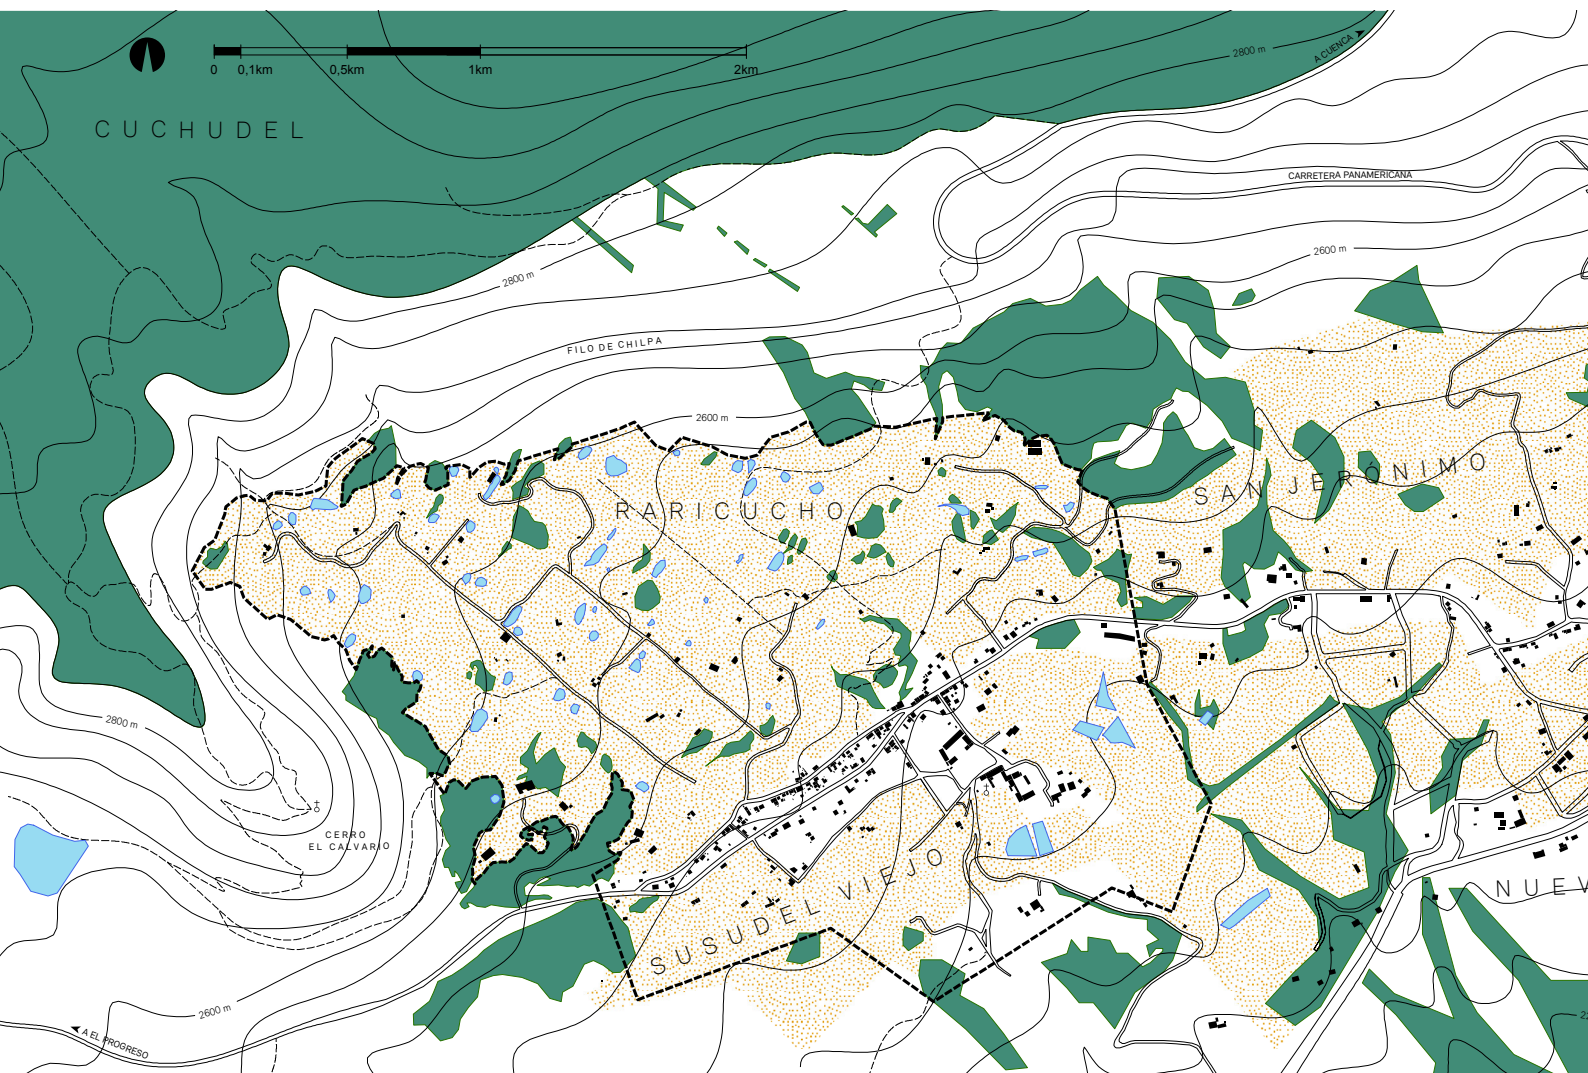 2800 m
A CUENCA
0 0,1km 0,5km 1km 2km
CUCHUDEL
CARRETERA PANAMERICANA
2600 m
2800 m
FILO DE CHILPA
2600 m
SAN JERÓNIMO
RARICUCHO
2800 m
CERRO
EL CALVARIO
SUSUDEL VIEJO
NUEV
2600 m
A EL PROGRESO